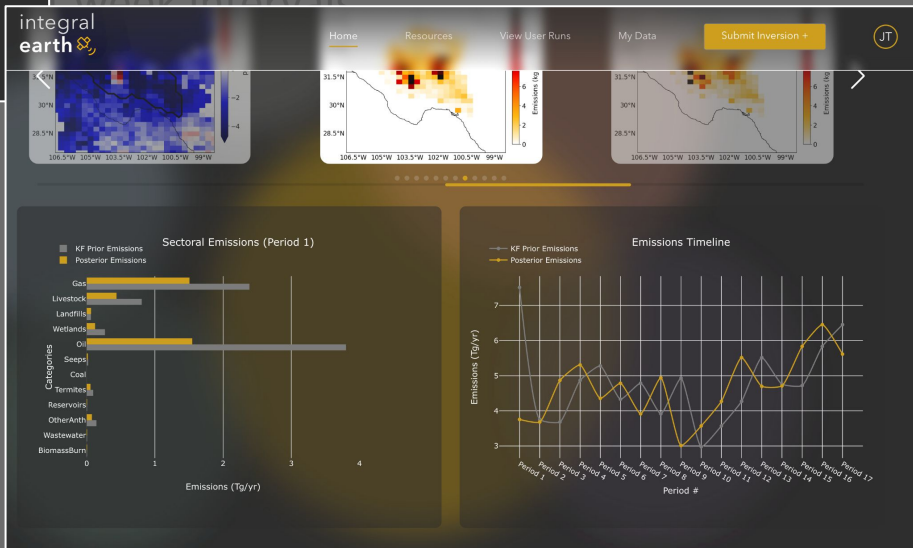 integral
earth
Home
Resources
View User Runs
My Data
Submit Inversion +
JT
31.5°N
30°N
28.5°N
106.5°W 105°W 103.5°W 102°W 100.5°W 99°W
−2
−4
31.5°N
30°N
28.5°N
106.5°W 105°W 103.5°W 102°W 100.5°W 99°W
6
4
2
0
Emissions (kg
31.5°N
30°N
28.5°N
106.5°W 105°W 103.5°W 102°W 100.5°W 99°W
6
4
2
0
Emissions (kg
Sectoral Emissions (Period 1)
KF Prior Emissions
Posterior Emissions
Categories
Gas
Livestock
Landfills
Wetlands
Oil
Seeps
Coal
Termites
Reservoirs
OtherAnth
Wastewater
BiomassBurn
0 1 2 3 4
Emissions (Tg/yr)
Emissions Timeline
KF Prior Emissions
Posterior Emissions
Emissions (Tg/yr)
7
6
5
4
3
Period 1
Period 2
Period 3
Period 4
Period 5
Period 6
Period 7
Period 8
Period 9
Period 10
Period 11
Period 12
Period 13
Period 14
Period 15
Period 16
Period 17
Period #